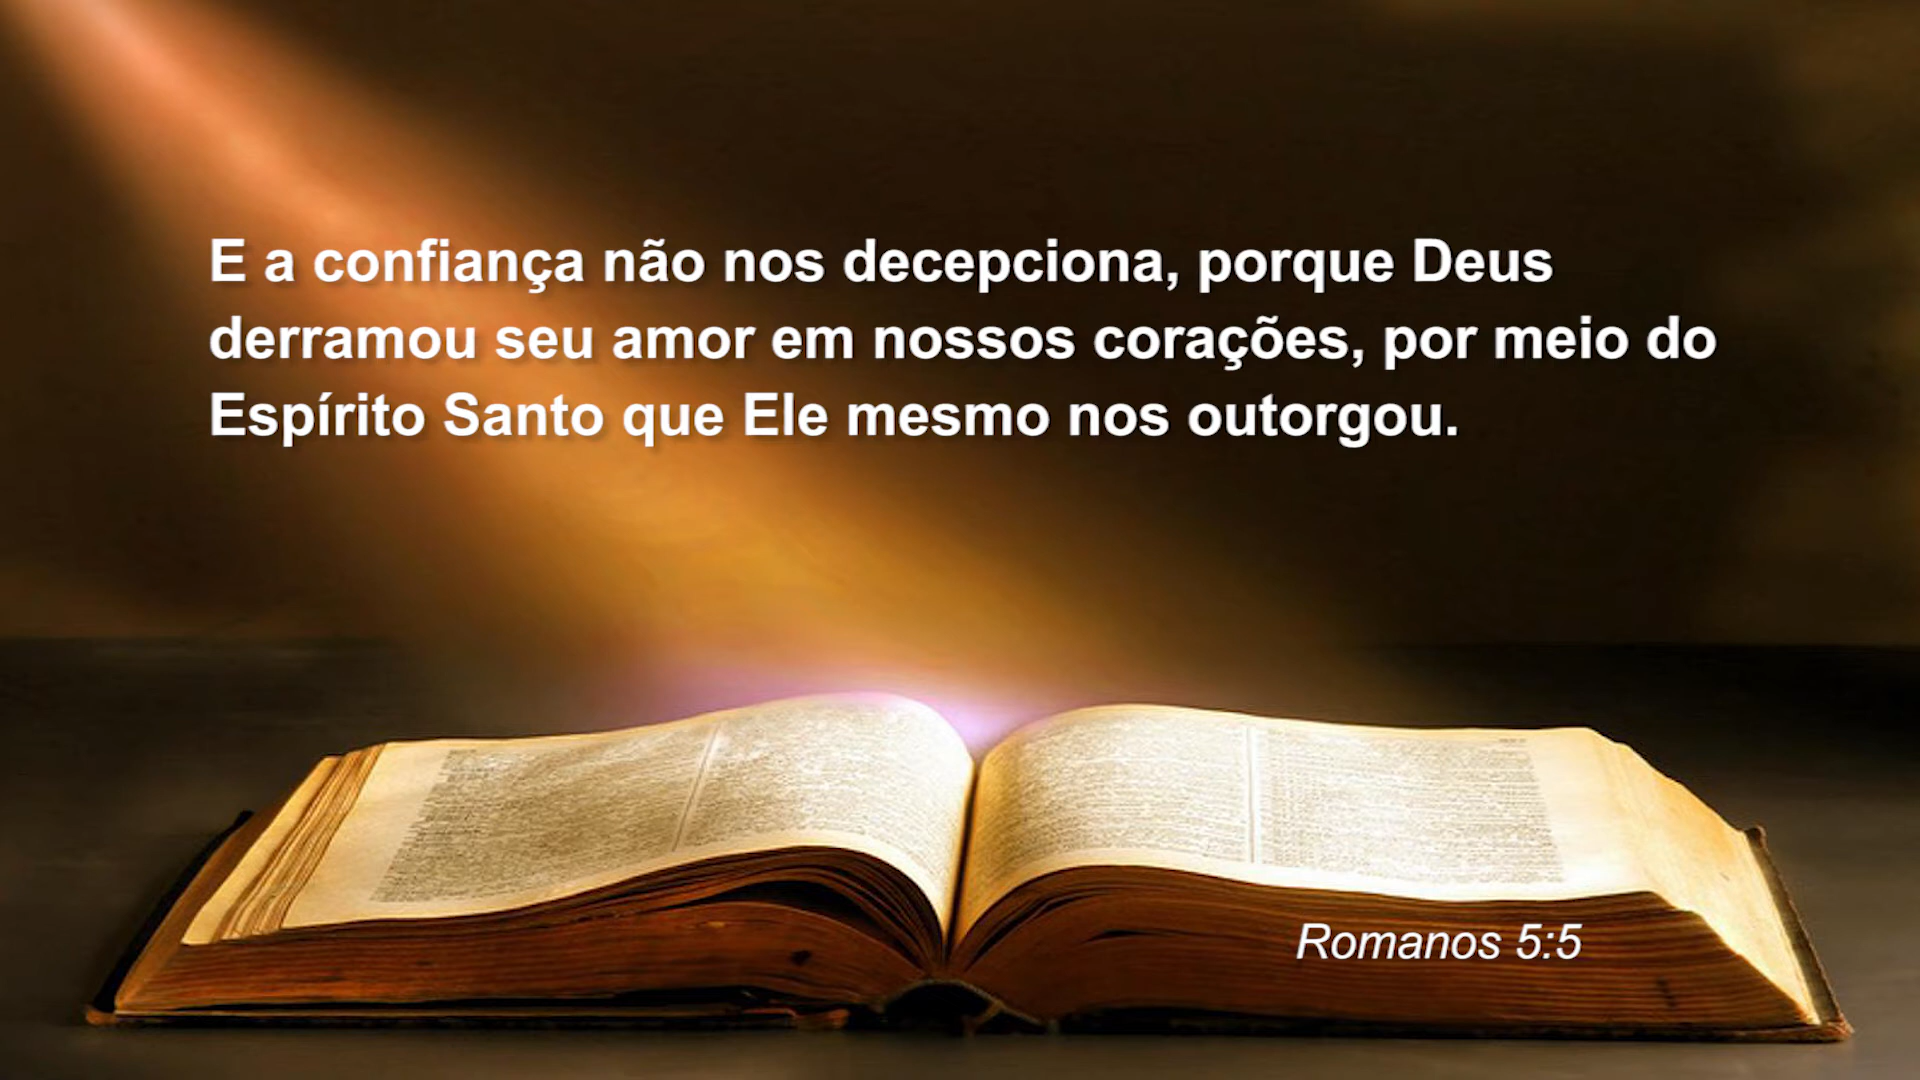 E a confiança não nos decepciona, porque Deus
derramou seu amor em nossos corações, por meio do
Espírito Santo que Ele mesmo nos outorgou.
Romanos 5:5